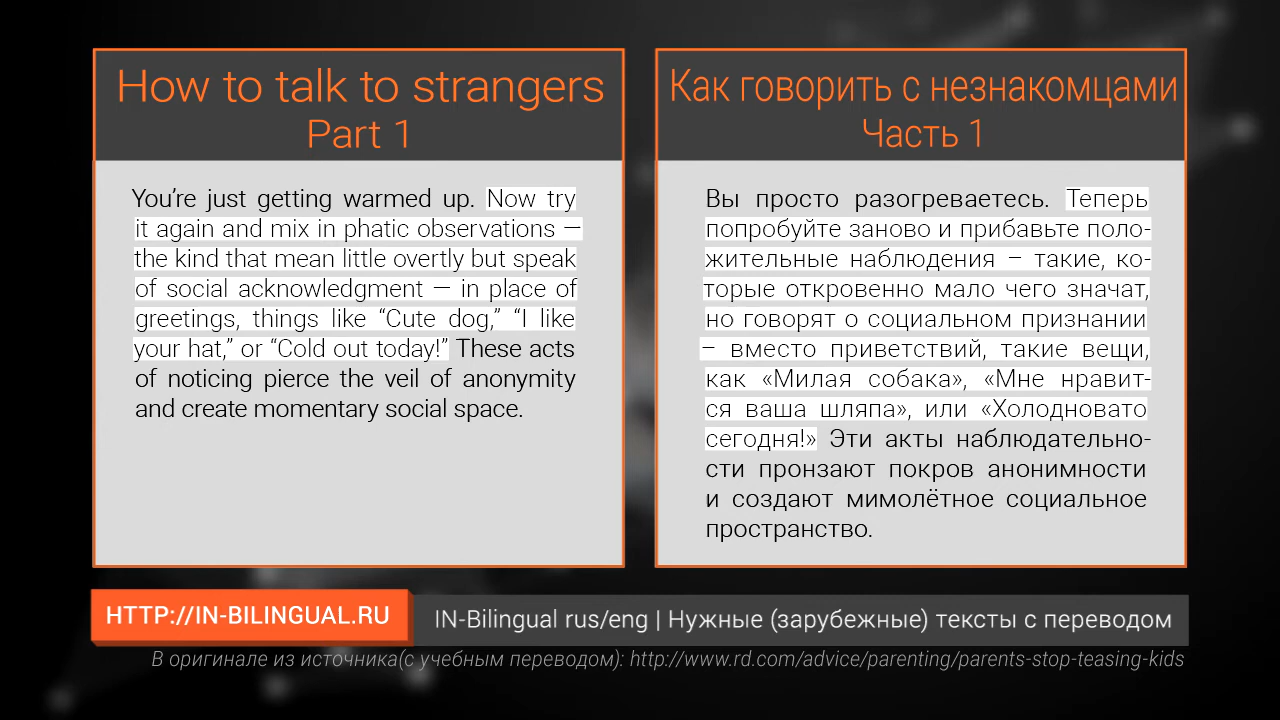 How to talk to strangers
Part 1
You're just getting warmed up. Now try
it again and mix in phatic observations —
the kind that mean little overtly but speak
of social acknowledgment — in place of
greetings, things like “Cute dog,” “I like
your hat,” or “Cold out today!” These acts
of noticing pierce the veil of anonymity
and create momentary social space.
Как говорить с незнакомцами
Часть 1
Вы просто разогреваетесь. Теперь
попробуйте заново и прибавьте поло-
жительные наблюдения – такие, ко-
торые откровенно мало чего значат,
но говорят о социальном признании
– вместо приветствий, такие вещи,
как «Милая собака», «Мне нравит-
ся ваша шляпа», или «Холодновато
сегодня!» Эти акты наблюдательно-
сти пронзают покров анонимности
и создают мимолётное социальное
пространство.
HTTP://IN-BILINGUAL.RU
IN-Bilingual rus/eng | Нужные (зарубежные) тексты с переводом
В оригинале из источника(с учебным переводом): http://www.rd.com/advice/parenting/parents-stop-teasing-kids